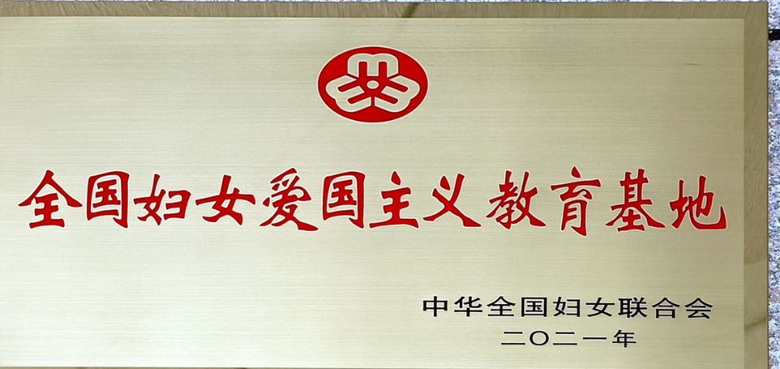 全国妇女爱国主义教育基地
中华全国妇女联合会
二〇二一年